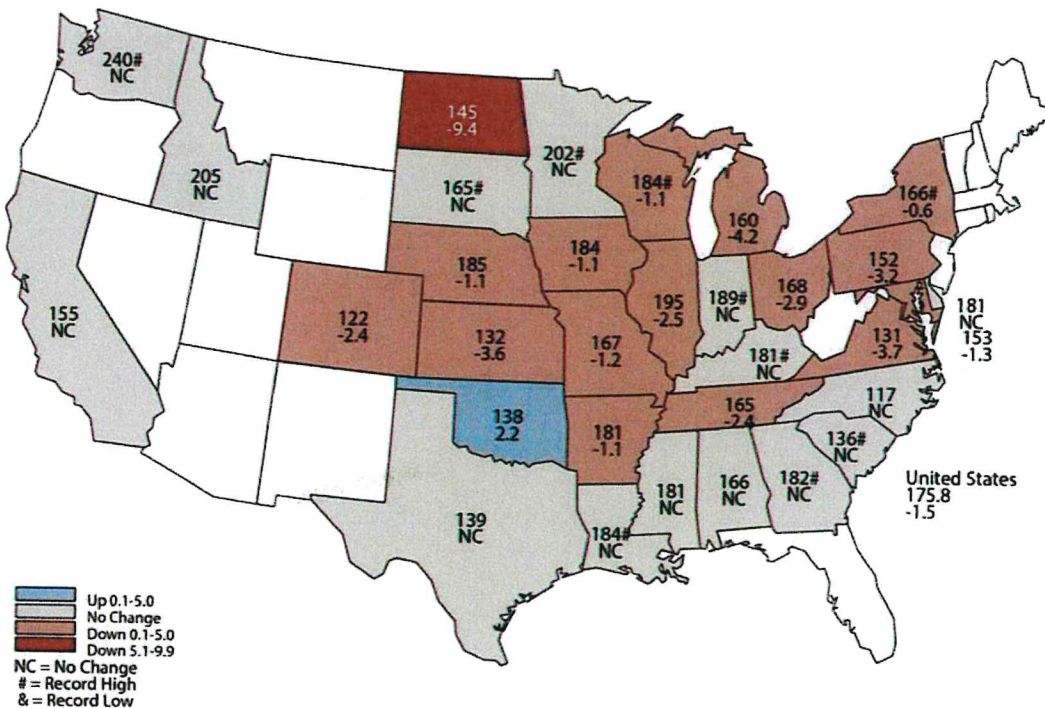 240#
NC
205
NC
155
NC
145
-9.4
165#
NC
202#
NC
184#
-1.1
160
-4.2
166#
-0.6
185
-1.1
184
-1.1
152
-3.2
122
-2.4
132
-3.6
167
-1.2
195
-2.5
189#
NC
168
-2.9
181
NC
153
-1.3
131
-3.7
181#
NC
138
2.2
181
-1.1
165
-2.4
117
NC
136#
NC
139
NC
184#
NC
181
NC
166
NC
182#
NC
United States
175.8
-1.5
Up 0.1-5.0
No Change
Down 0.1-5.0
Down 5.1-9.9
NC = No Change
# = Record High
& = Record Low